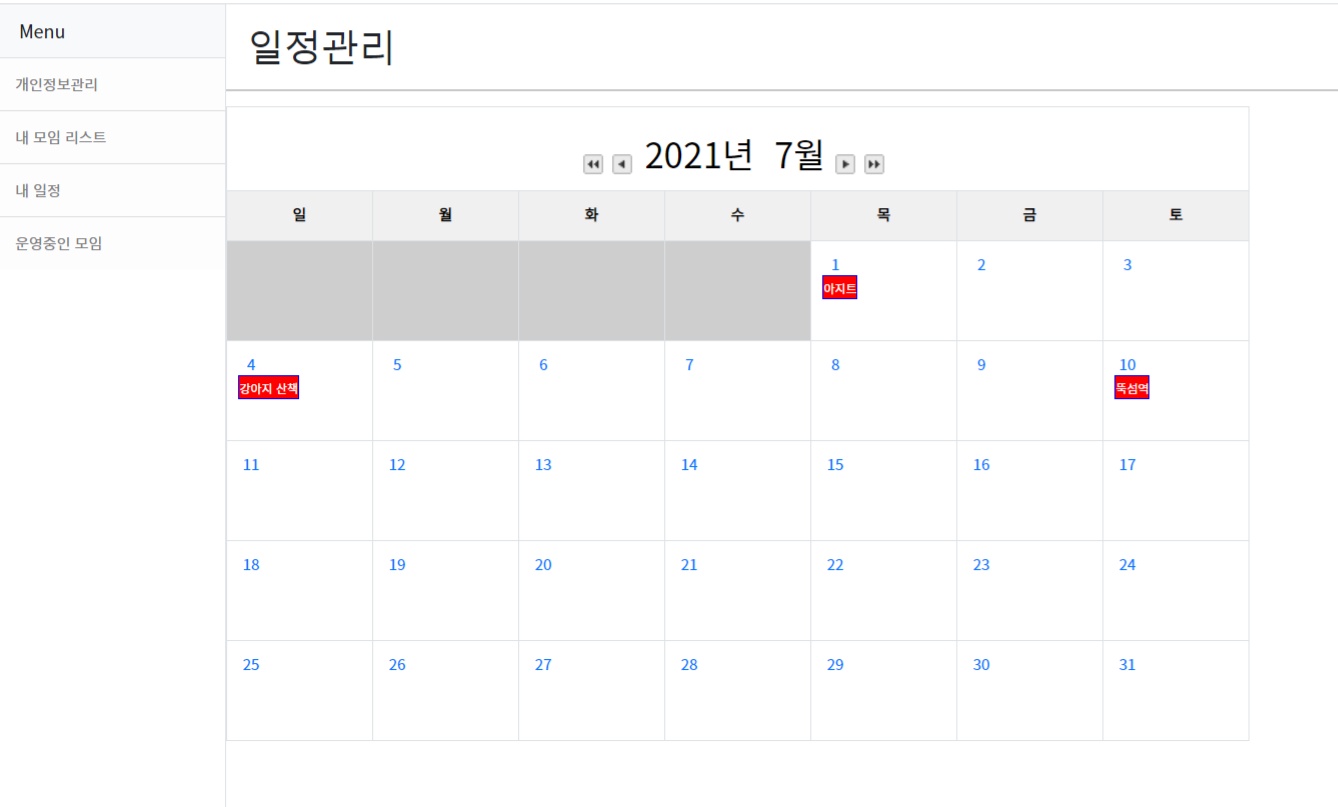 Menu
개인정보관리
내 모임 리스트
내 일정
운영중인 모임
일정관리
2021년 7월
일 월 화 수 목 금 토
1 2 3
아지트
4 5 6 7 8 9 10
강아지 산책 뚝섬역
11 12 13 14 15 16 17
18 19 20 21 22 23 24
25 26 27 28 29 30 31